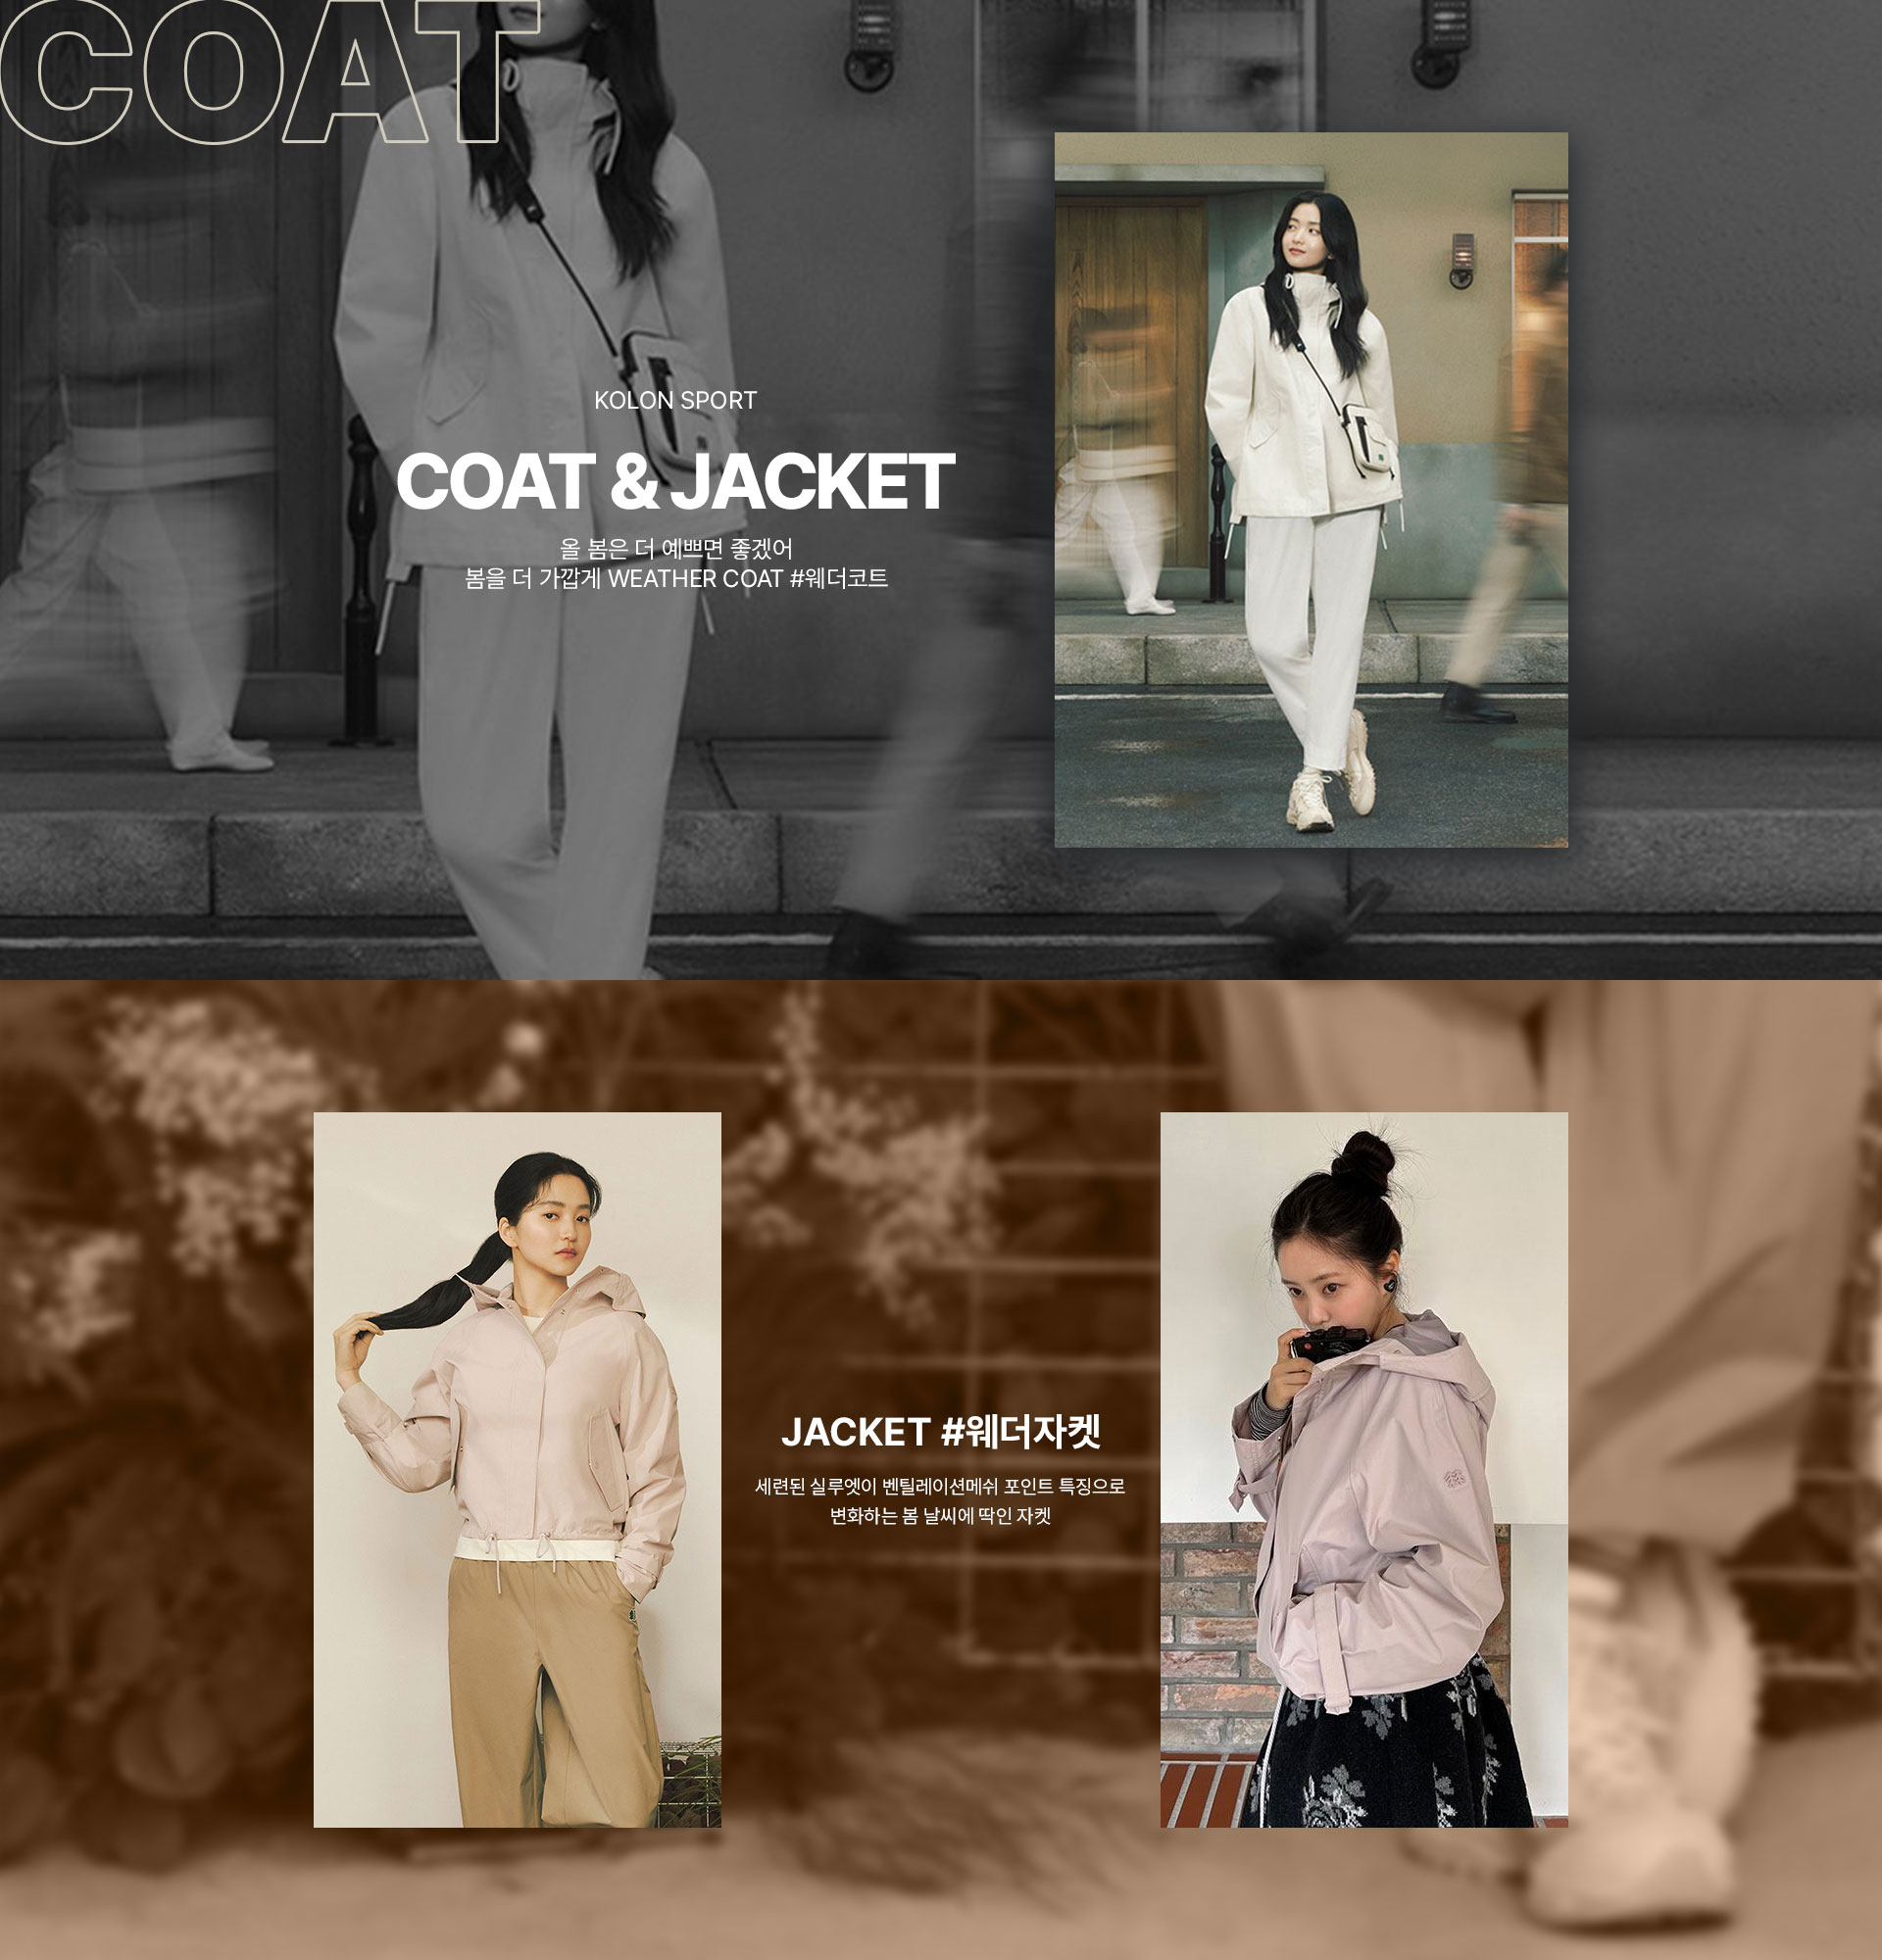 COAT
KOLON SPORT
COAT & JACKET
올 봄은 더 예쁘면 좋겠어
봄을 더 가깝게 WEATHER COAT #웨더코트
JACKET #웨더자켓
세련된 실루엣이 벤틸레이션메쉬 포인트 특징으로
변화하는 봄 날씨에 딱인 자켓